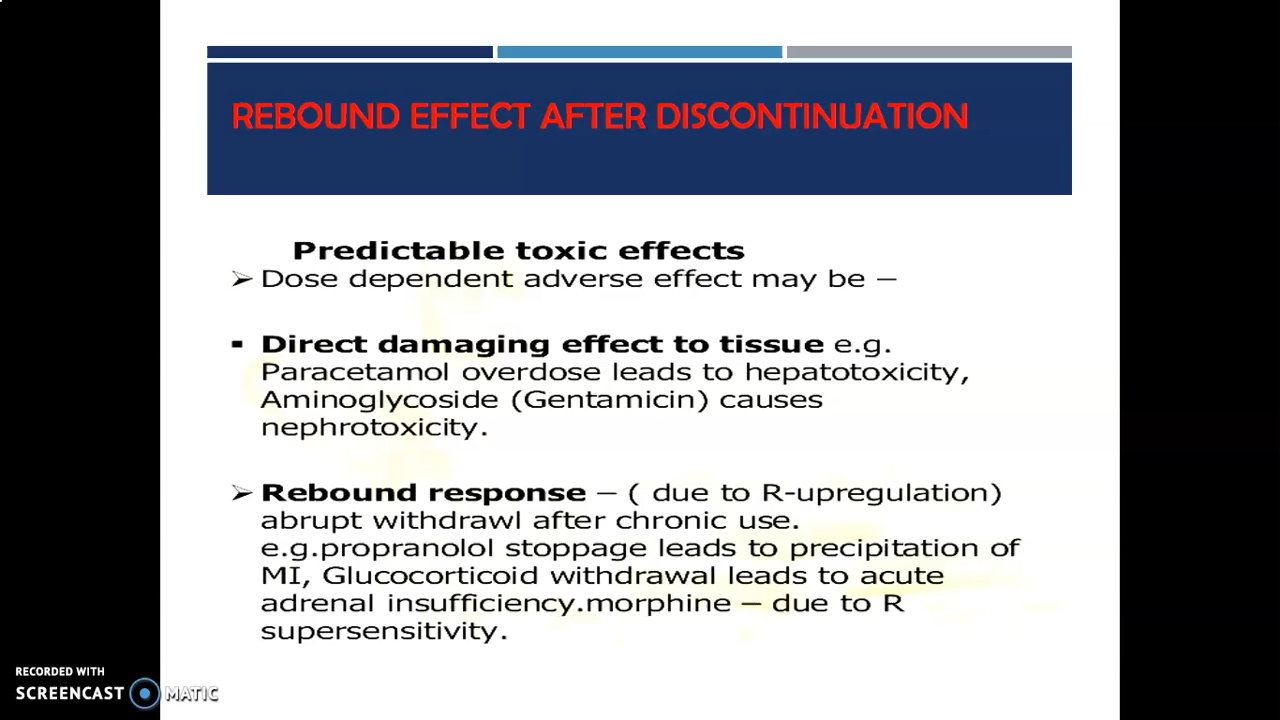 REBOUND EFFECT AFTER DISCONTINUATION
Predictable toxic effects
➢ Dose dependent adverse effect may be –
▪ Direct damaging effect to tissue e.g.
Paracetamol overdose leads to hepatotoxicity,
Aminoglycoside (Gentamicin) causes
nephrotoxicity.
➢ Rebound response – ( due to R-upregulation)
abrupt withdrawl after chronic use.
e.g.propranolol stoppage leads to precipitation of
MI, Glucocorticoid withdrawal leads to acute
adrenal insufficiency.morphine – due to R
supersensitivity.
RECORDED WITH
SCREENCAST MATIC